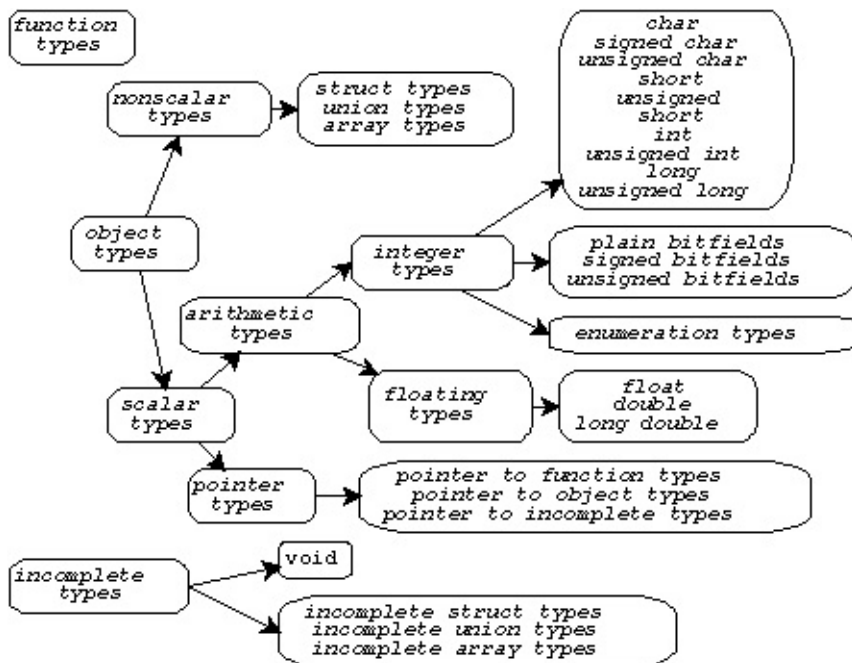 function
types
nonscalar
types
struct types
union types
array types
char
signed char
unsigned char
short
unsigned
short
int
unsigned int
long
unsigned long
object
types
integer
types
plain bitfields
signed bitfields
unsigned bitfields
arithmetic
types
enumeration types
scalar
types
floating
types
float
double
long double
pointer
types
pointer to function types
pointer to object types
pointer to incomplete types
incomplete
types
void
incomplete struct types
incomplete union types
incomplete array types